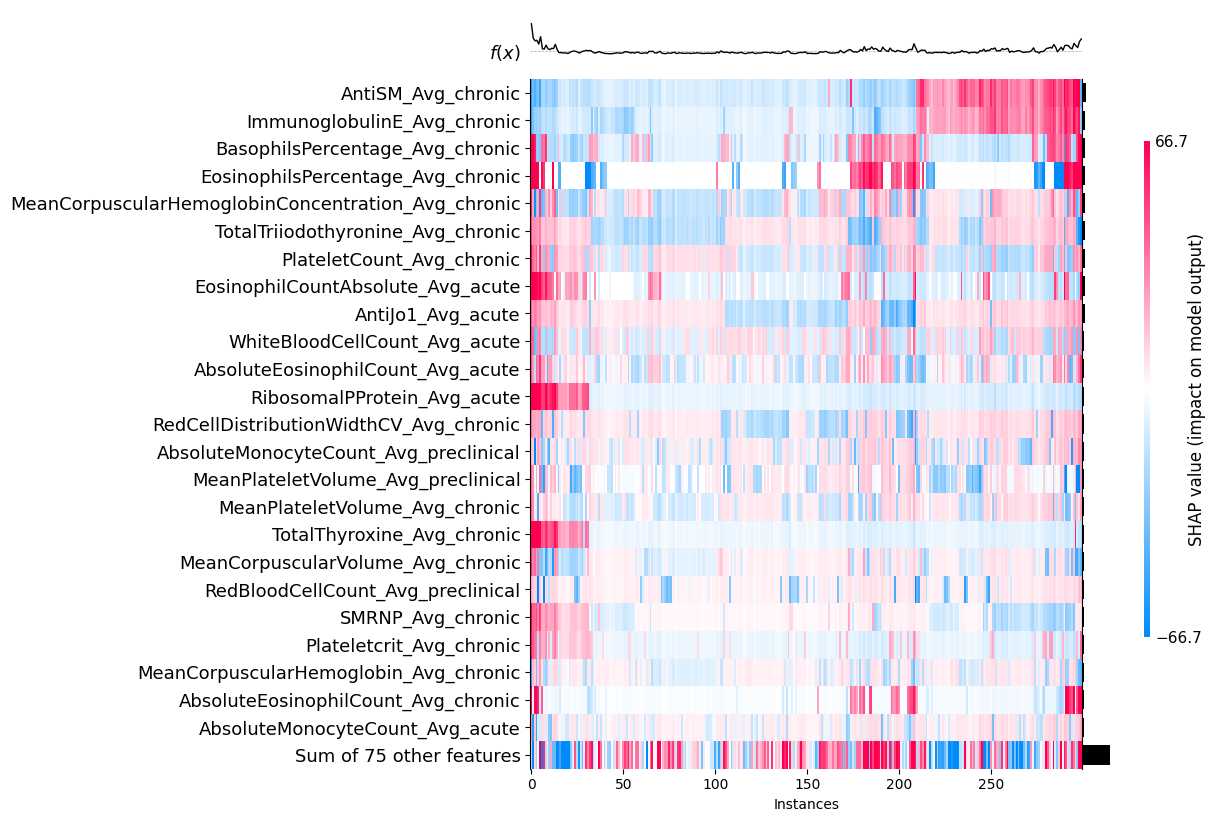 f(x)
AntiSM_Avg_chronic
ImmunoglobulinE_Avg_chronic
BasophilsPercentage_Avg_chronic
EosinophilsPercentage_Avg_chronic
MeanCorpuscularHemoglobinConcentration_Avg_chronic
TotalTriiodothyronine_Avg_chronic
PlateletCount_Avg_chronic
EosinophilCountAbsolute_Avg_acute
AntiJo1_Avg_acute
WhiteBloodCellCount_Avg_acute
AbsoluteEosinophilCount_Avg_acute
RibosomalPProtein_Avg_acute
RedCellDistributionWidthCV_Avg_chronic
AbsoluteMonocyteCount_Avg_preclinical
MeanPlateletVolume_Avg_preclinical
MeanPlateletVolume_Avg_chronic
TotalThyroxine_Avg_chronic
MeanCorpuscularVolume_Avg_chronic
RedBloodCellCount_Avg_preclinical
SMRNP_Avg_chronic
Plateletcrit_Avg_chronic
MeanCorpuscularHemoglobin_Avg_chronic
AbsoluteEosinophilCount_Avg_chronic
AbsoluteMonocyteCount_Avg_acute
Sum of 75 other features
0 50 100 150 200 250
Instances
66.7
SHAP value (impact on model output)
−66.7